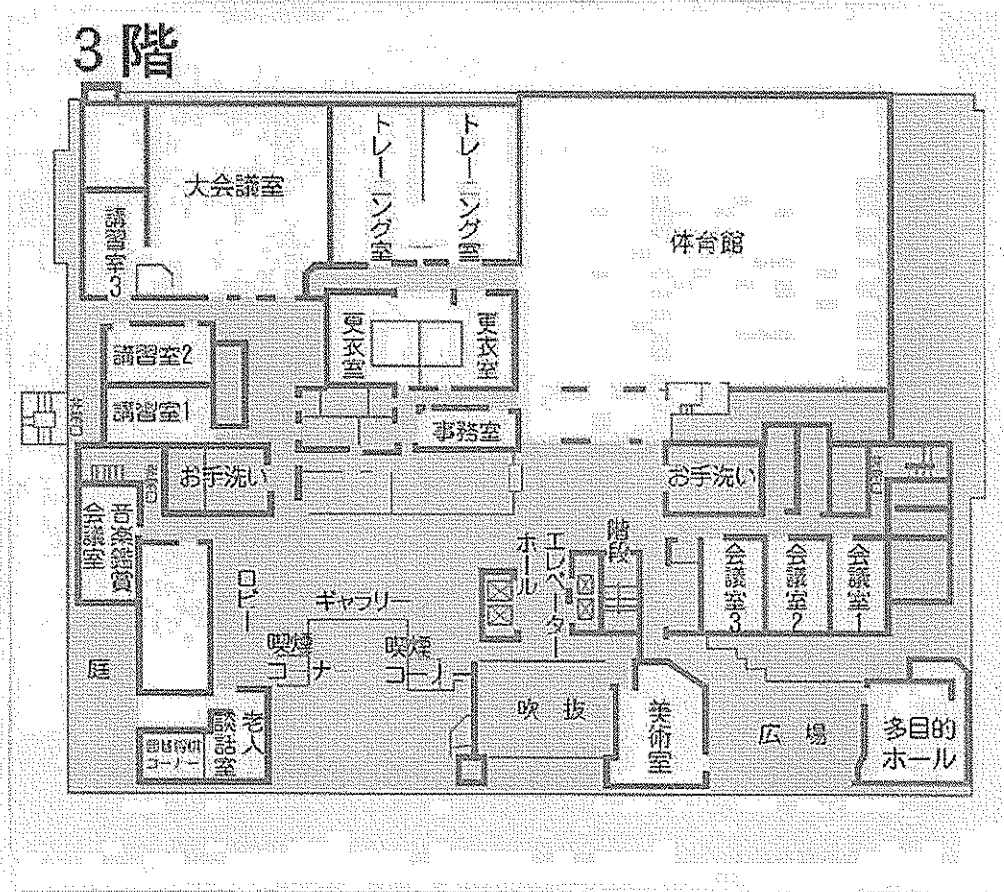 3階
大会議室
トレーニング室
トレーニング室
講習室3
体育館
更衣室
更衣室
講習室2
講習室1
事務室
お手洗い
お手洗い
音楽鑑賞
会議室
ロビー
ギャラリー
エレベーター
ホール
階段
会議室3
会議室2
会議室1
喫煙
コーナ
喫煙
コーナ
庭
老人
談話室
コーナー
吹抜
美術室
広場
多目的
ホール